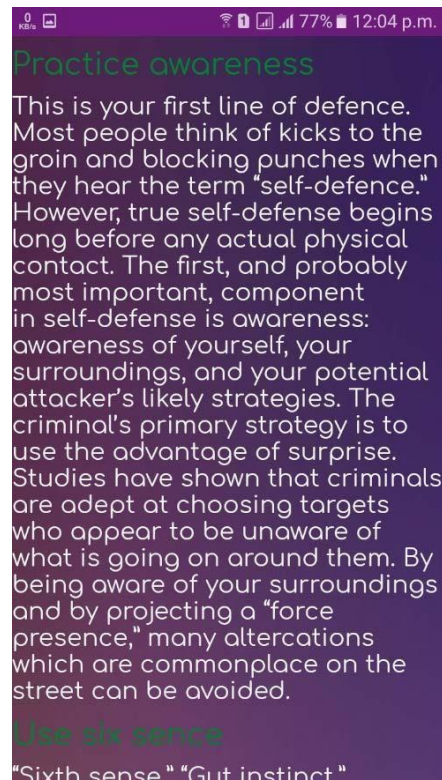 0 KB/s 77% 12:04 p.m.
Practice awareness
This is your first line of defence.
Most people think of kicks to the
groin and blocking punches when
they hear the term “self-defence.”
However, true self-defense begins
long before any actual physical
contact. The first, and probably
most important, component
in self-defense is awareness:
awareness of yourself, your
surroundings, and your potential
attacker’s likely strategies. The
criminal’s primary strategy is to
use the advantage of surprise.
Studies have shown that criminals
are adept at choosing targets
who appear to be unaware of
what is going on around them. By
being aware of your surroundings
and by projecting a “force
presence,” many altercations
which are commonplace on the
street can be avoided.
Use six sence
“Sixth sense.” “Gut instinct.”